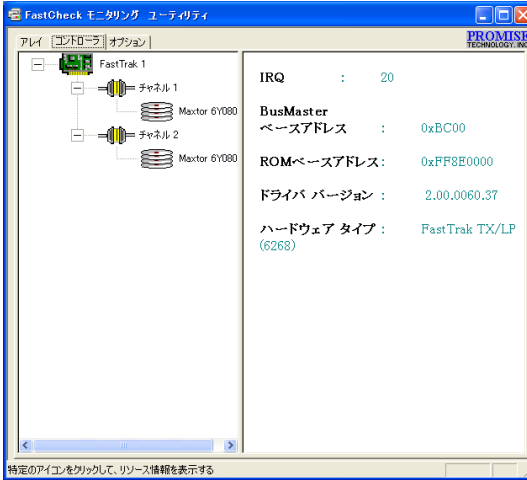 FastCheck モニタリング ユーティリティ
アレイ コントローラ オプション
PROMISE
TECHNOLOGY, INC
FastTrak 1
チャネル 1
Maxtor 6Y080
チャネル 2
Maxtor 6Y080
IRQ : 20
BusMaster
ベースアドレス : 0xBC00
ROMベースアドレス: 0xFF8E0000
ドライバ バージョン : 2.00.0060.37
ハードウェア タイプ : FastTrak TX/LP
(6268)
特定のアイコンをクリックして、リソース情報を表示する